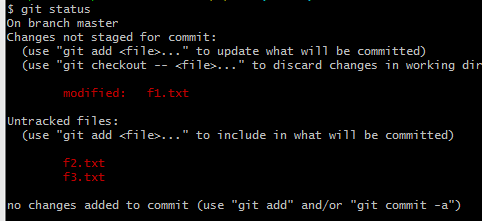 $ git status
On branch master
Changes not staged for commit:
  (use "git add <file>..." to update what will be committed)
  (use "git checkout -- <file>..." to discard changes in working dir

        modified:   f1.txt

Untracked files:
  (use "git add <file>..." to include in what will be committed)

        f2.txt
        f3.txt

no changes added to commit (use "git add" and/or "git commit -a")